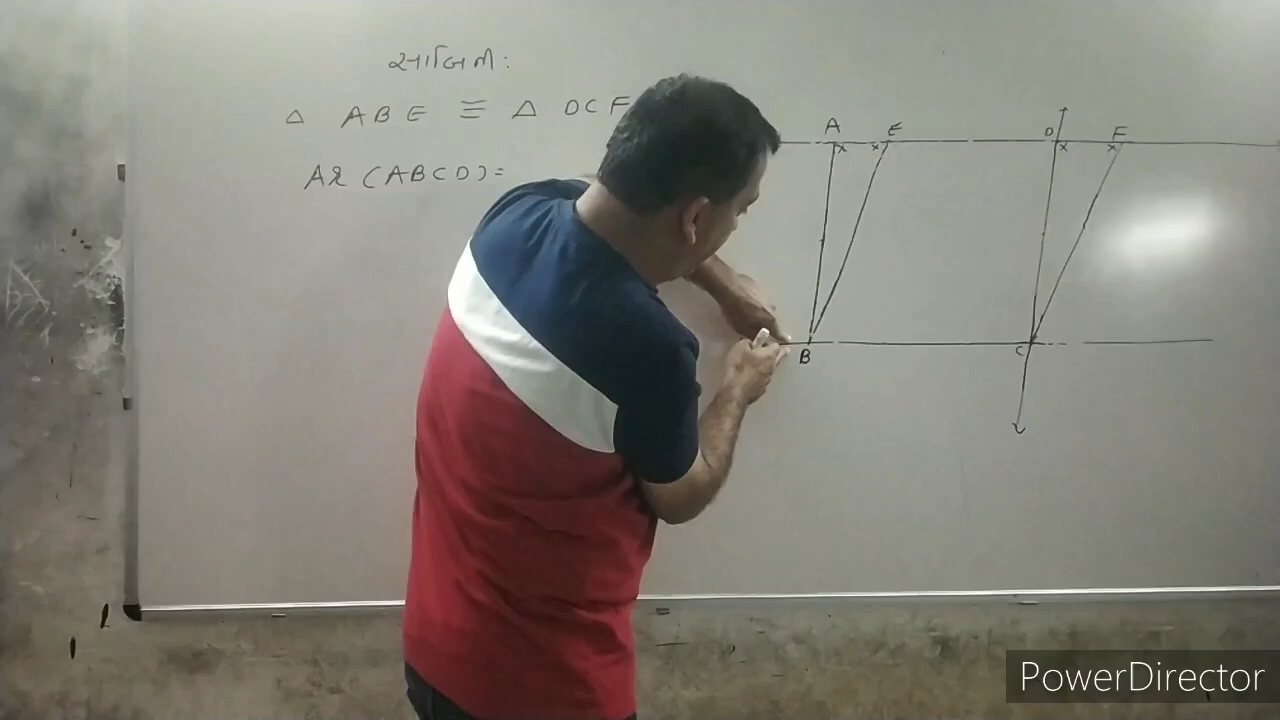 સાબિત :
△ ABE ≅ △ DCF
Ar (ABCD) =
A E D F
x x x x
B C
PowerDirector